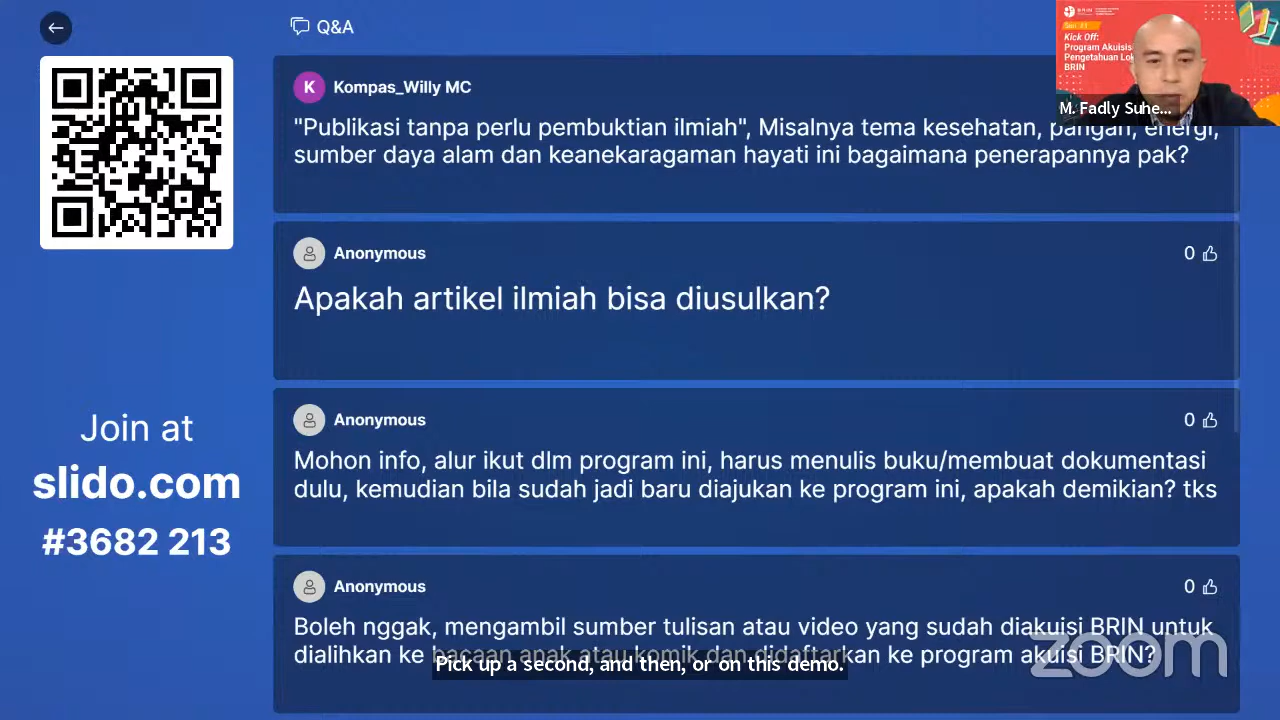 Q&A
K
Kompas_Willy MC
"Publikasi tanpa perlu pembuktian ilmiah", Misalnya tema kesehatan, pangan, energi,
sumber daya alam dan keanekaragaman hayati ini bagaimana penerapannya pak?
Anonymous
0
Apakah artikel ilmiah bisa diusulkan?
Anonymous
0
Mohon info, alur ikut dlm program ini, harus menulis buku/membuat dokumentasi
dulu, kemudian bila sudah jadi baru diajukan ke program ini, apakah demikian? tks
Anonymous
0
Boleh nggak, mengambil sumber tulisan atau video yang sudah diakuisi BRIN untuk
dialihkan ke bacaan anak atau komik dan didaftarkan ke program akuisi BRIN?
Pick up a second, and then, or on this demo.
zoom
Join at
slido.com
#3682 213
Kick Off:
Program Akuisis
Pengetahuan Lok
BRIN
M. Fadly Suhe...